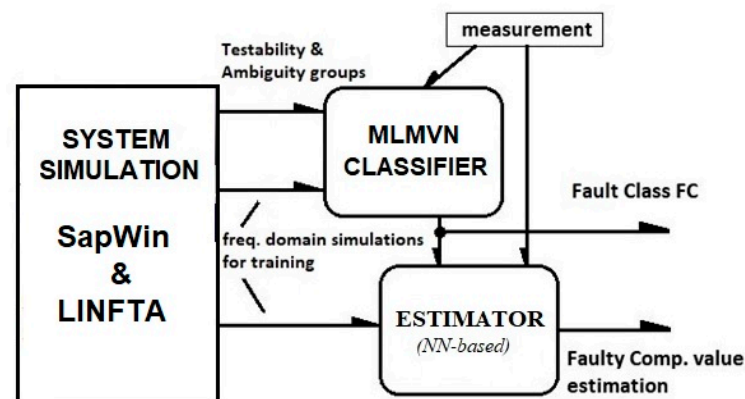 measurement
Testability &
Ambiguity groups
SYSTEM
SIMULATION
SapWin
&
LINFTA
MLMVN
CLASSIFIER
Fault Class FC
freq. domain simulations
for training
ESTIMATOR
(NN-based)
Faulty Comp. value
estimation